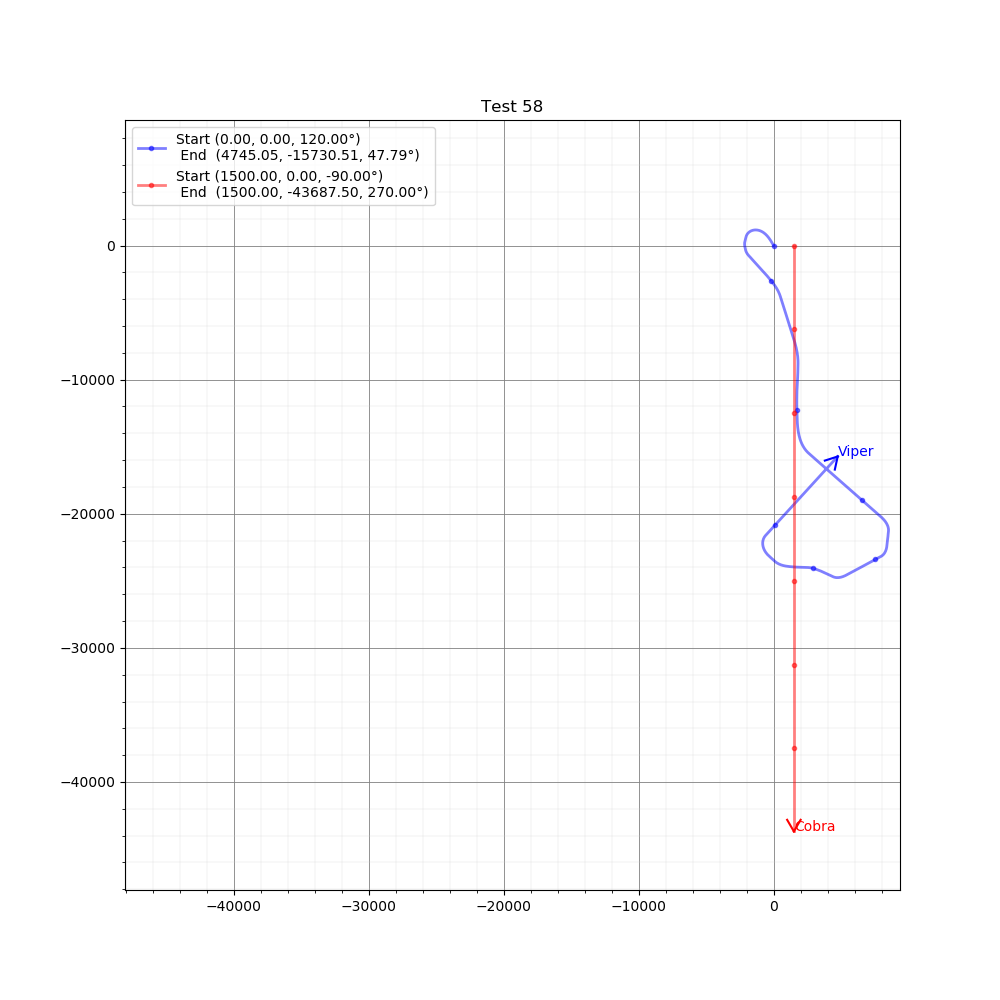 Test 58
Start (0.00, 0.00, 120.00°)
End  (4745.05, -15730.51, 47.79°)
Start (1500.00, 0.00, -90.00°)
End  (1500.00, -43687.50, 270.00°)
0
−10000
−20000
−30000
−40000
Viper
Cobra
−40000
−30000
−20000
−10000
0